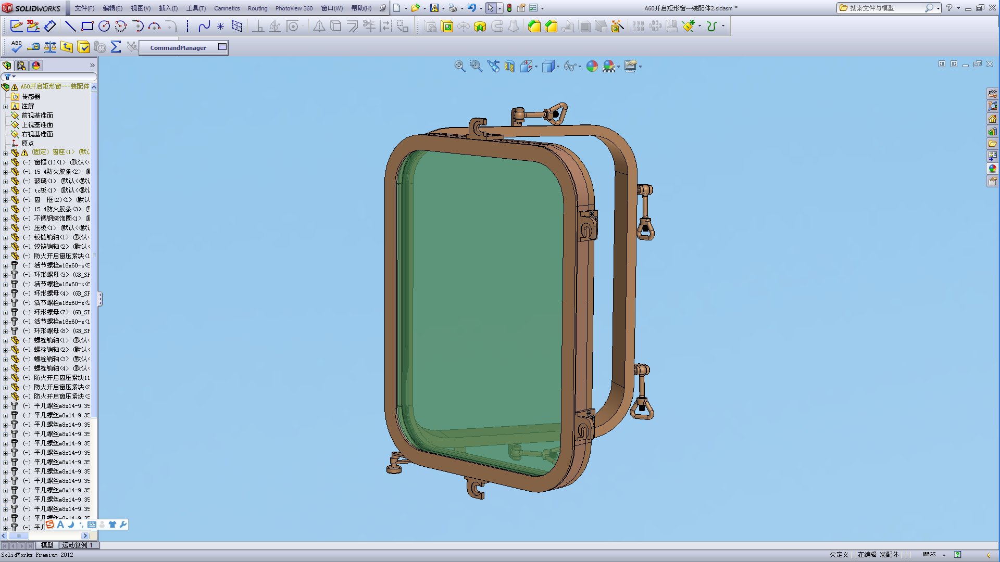 SOLIDWORKS 文件(F) 编辑(E) 视图(V) 插入(I) 工具(T) Camnetics Routing PhotoView 360 窗口(W) 帮助(H) A60开启矩形窗---装配体2.sldasm * 搜索文件与模型
3D
ABC CommandManager
A60开启矩形窗---装配体
传感器
注解
前视基准面
上视基准面
右视基准面
原点
(固定) 窗座<1> (默认
(-) 窗框(1)<1> (默认<<
(-) 15 4防火胶条<2> (默
(-) 玻璃<1> (默认<<默认
(-) tc板<1> (默认<<默认
(-) 窗 框(2)<1> (默认
(-) 15 4防火胶条<3> (默
(-) 不锈钢装饰圈<1> (默
(-) 压板<1> (默认<<默认
(-) 铰链销轴<1> (默认<
(-) 铰链销轴<2> (默认<
(-) 防火开启窗压紧块<1
(-) 活节螺栓m16x60-s<5
(-) 环形螺母<3> (GB_SP
(-) 活节螺栓m16x60-s<6
(-) 环形螺母<4> (GB_SP
(-) 活节螺栓m16x60-s<9
(-) 环形螺母<7> (GB_SP
(-) 活节螺栓m16x60-s<1
(-) 环形螺母<8> (GB_SP
(-) 螺栓销轴<1> (默认<
(-) 螺栓销轴<2> (默认<
(-) 螺栓销轴<3> (默认<
(-) 螺栓销轴<4> (默认<
(-) 防火开启窗压紧块11
(-) 防火开启窗压紧块<2
(-) 防火开启窗压紧块<3
(-) 平几螺丝m8x14-9.35
(-) 平几螺丝m8x14-9.35
(-) 平几螺丝m8x14-9.35
(-) 平几螺丝m8x14-9.35
(-) 平几螺丝m8x14-9.35
(-) 平几螺丝m8x14-9.35
(-) 平几螺丝m8x14-9.35
(-) 平几螺丝m8x14-9.35
(-) 平几螺丝m8x14-9.35
(-) 平几螺丝m8x14-9.35
(-) 平几螺丝m8x14-9.35
(-) 平几螺丝m8x14-9.35
(-) 平几螺丝m8x14-9.35
(-) 平几
模型 运动算例 1
SolidWorks Premium 2012 欠定义 在编辑 装配体 MMGS